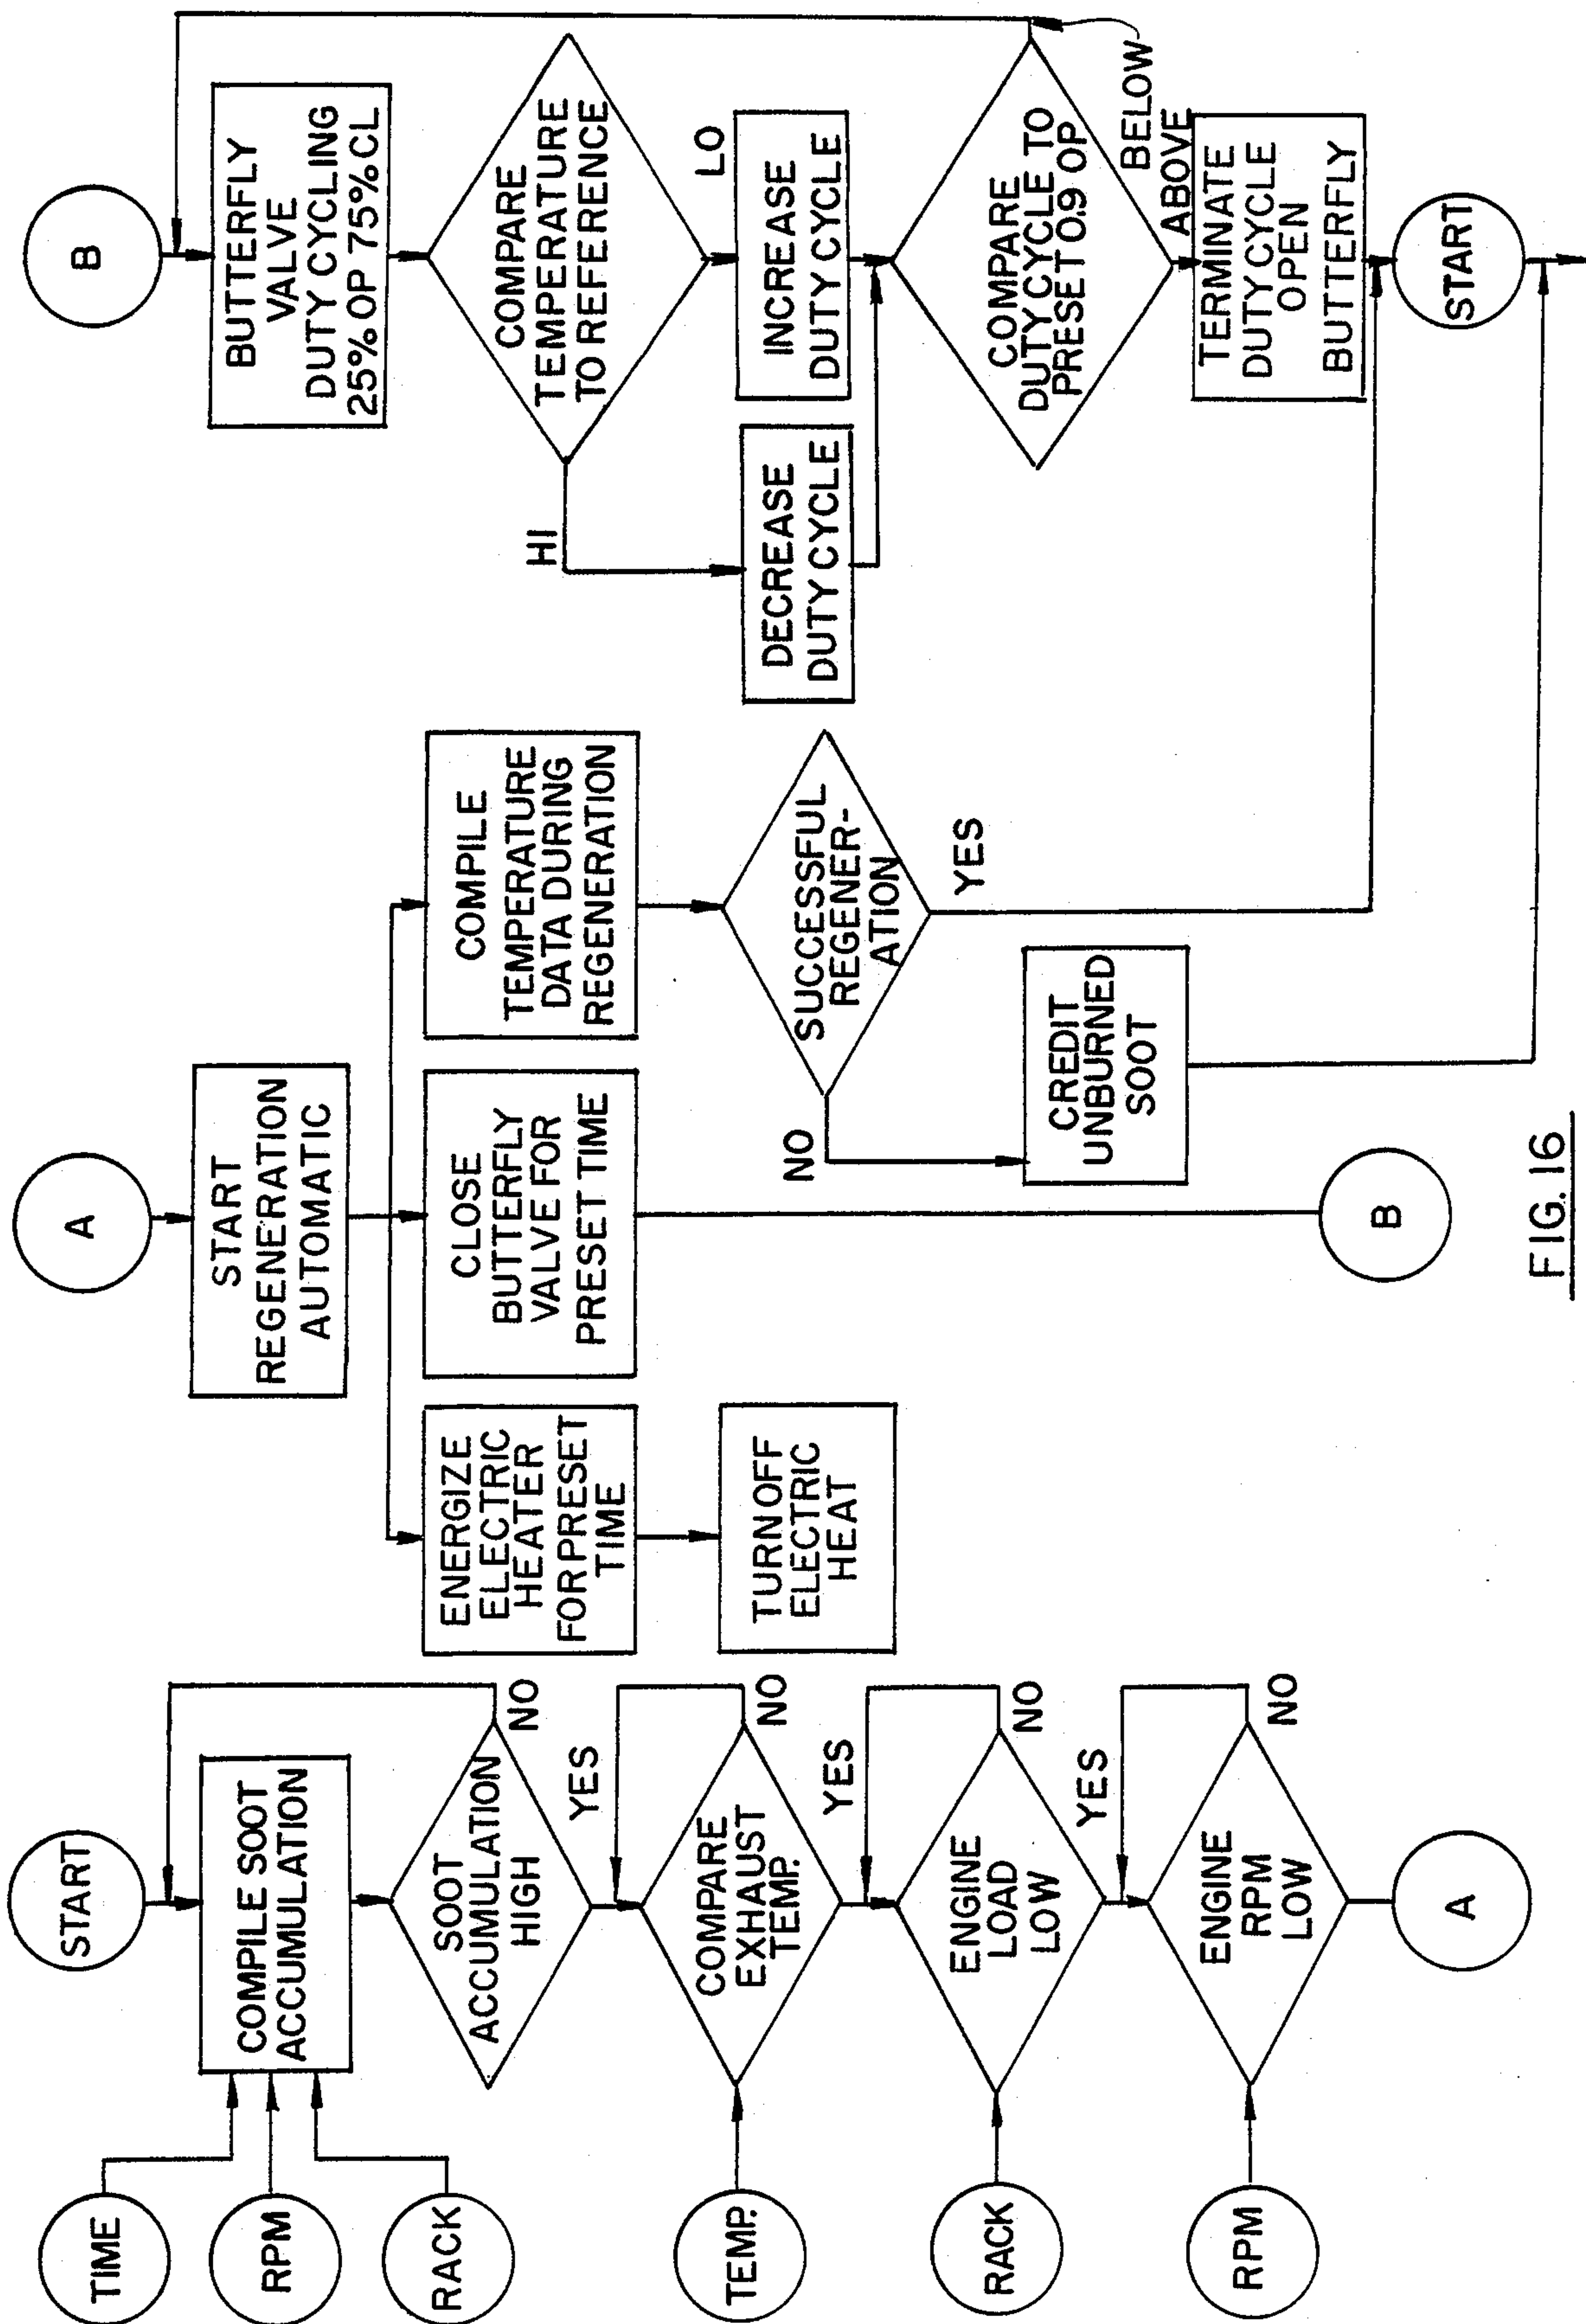 START
TIME
RPM
RACK
COMPILE SOOT
ACCUMULATION
SOOT
ACCUMULATION
HIGH
NO
YES
TEMP.
COMPARE
EXHAUST
TEMP.
NO
YES
RACK
ENGINE
LOAD
LOW
NO
YES
RPM
ENGINE
RPM
LOW
NO
A
A
START
REGENERATION
AUTOMATIC
ENERGIZE
ELECTRIC
HEATER
FOR PRESET
TIME
TURN OFF
ELECTRIC
HEAT
CLOSE
BUTTERFLY
VALVE FOR
PRESET TIME
COMPILE
TEMPERATURE
DATA DURING
REGENERATION
SUCCESSFUL
REGENER-
ATION
NO
YES
CREDIT
UNBURNED
SOOT
B
B
BUTTERFLY
VALVE
DUTY CYCLING
25% OP 75% CL
COMPARE
TEMPERATURE
TO REFERENCE
HI
LO
DECREASE
DUTY CYCLE
INCREASE
DUTY CYCLE
COMPARE
DUTY CYCLE TO
PRESET 0.9 OP
BELOW
ABOVE
TERMINATE
DUTY CYCLE
OPEN
BUTTERFLY
START
FIG. 16